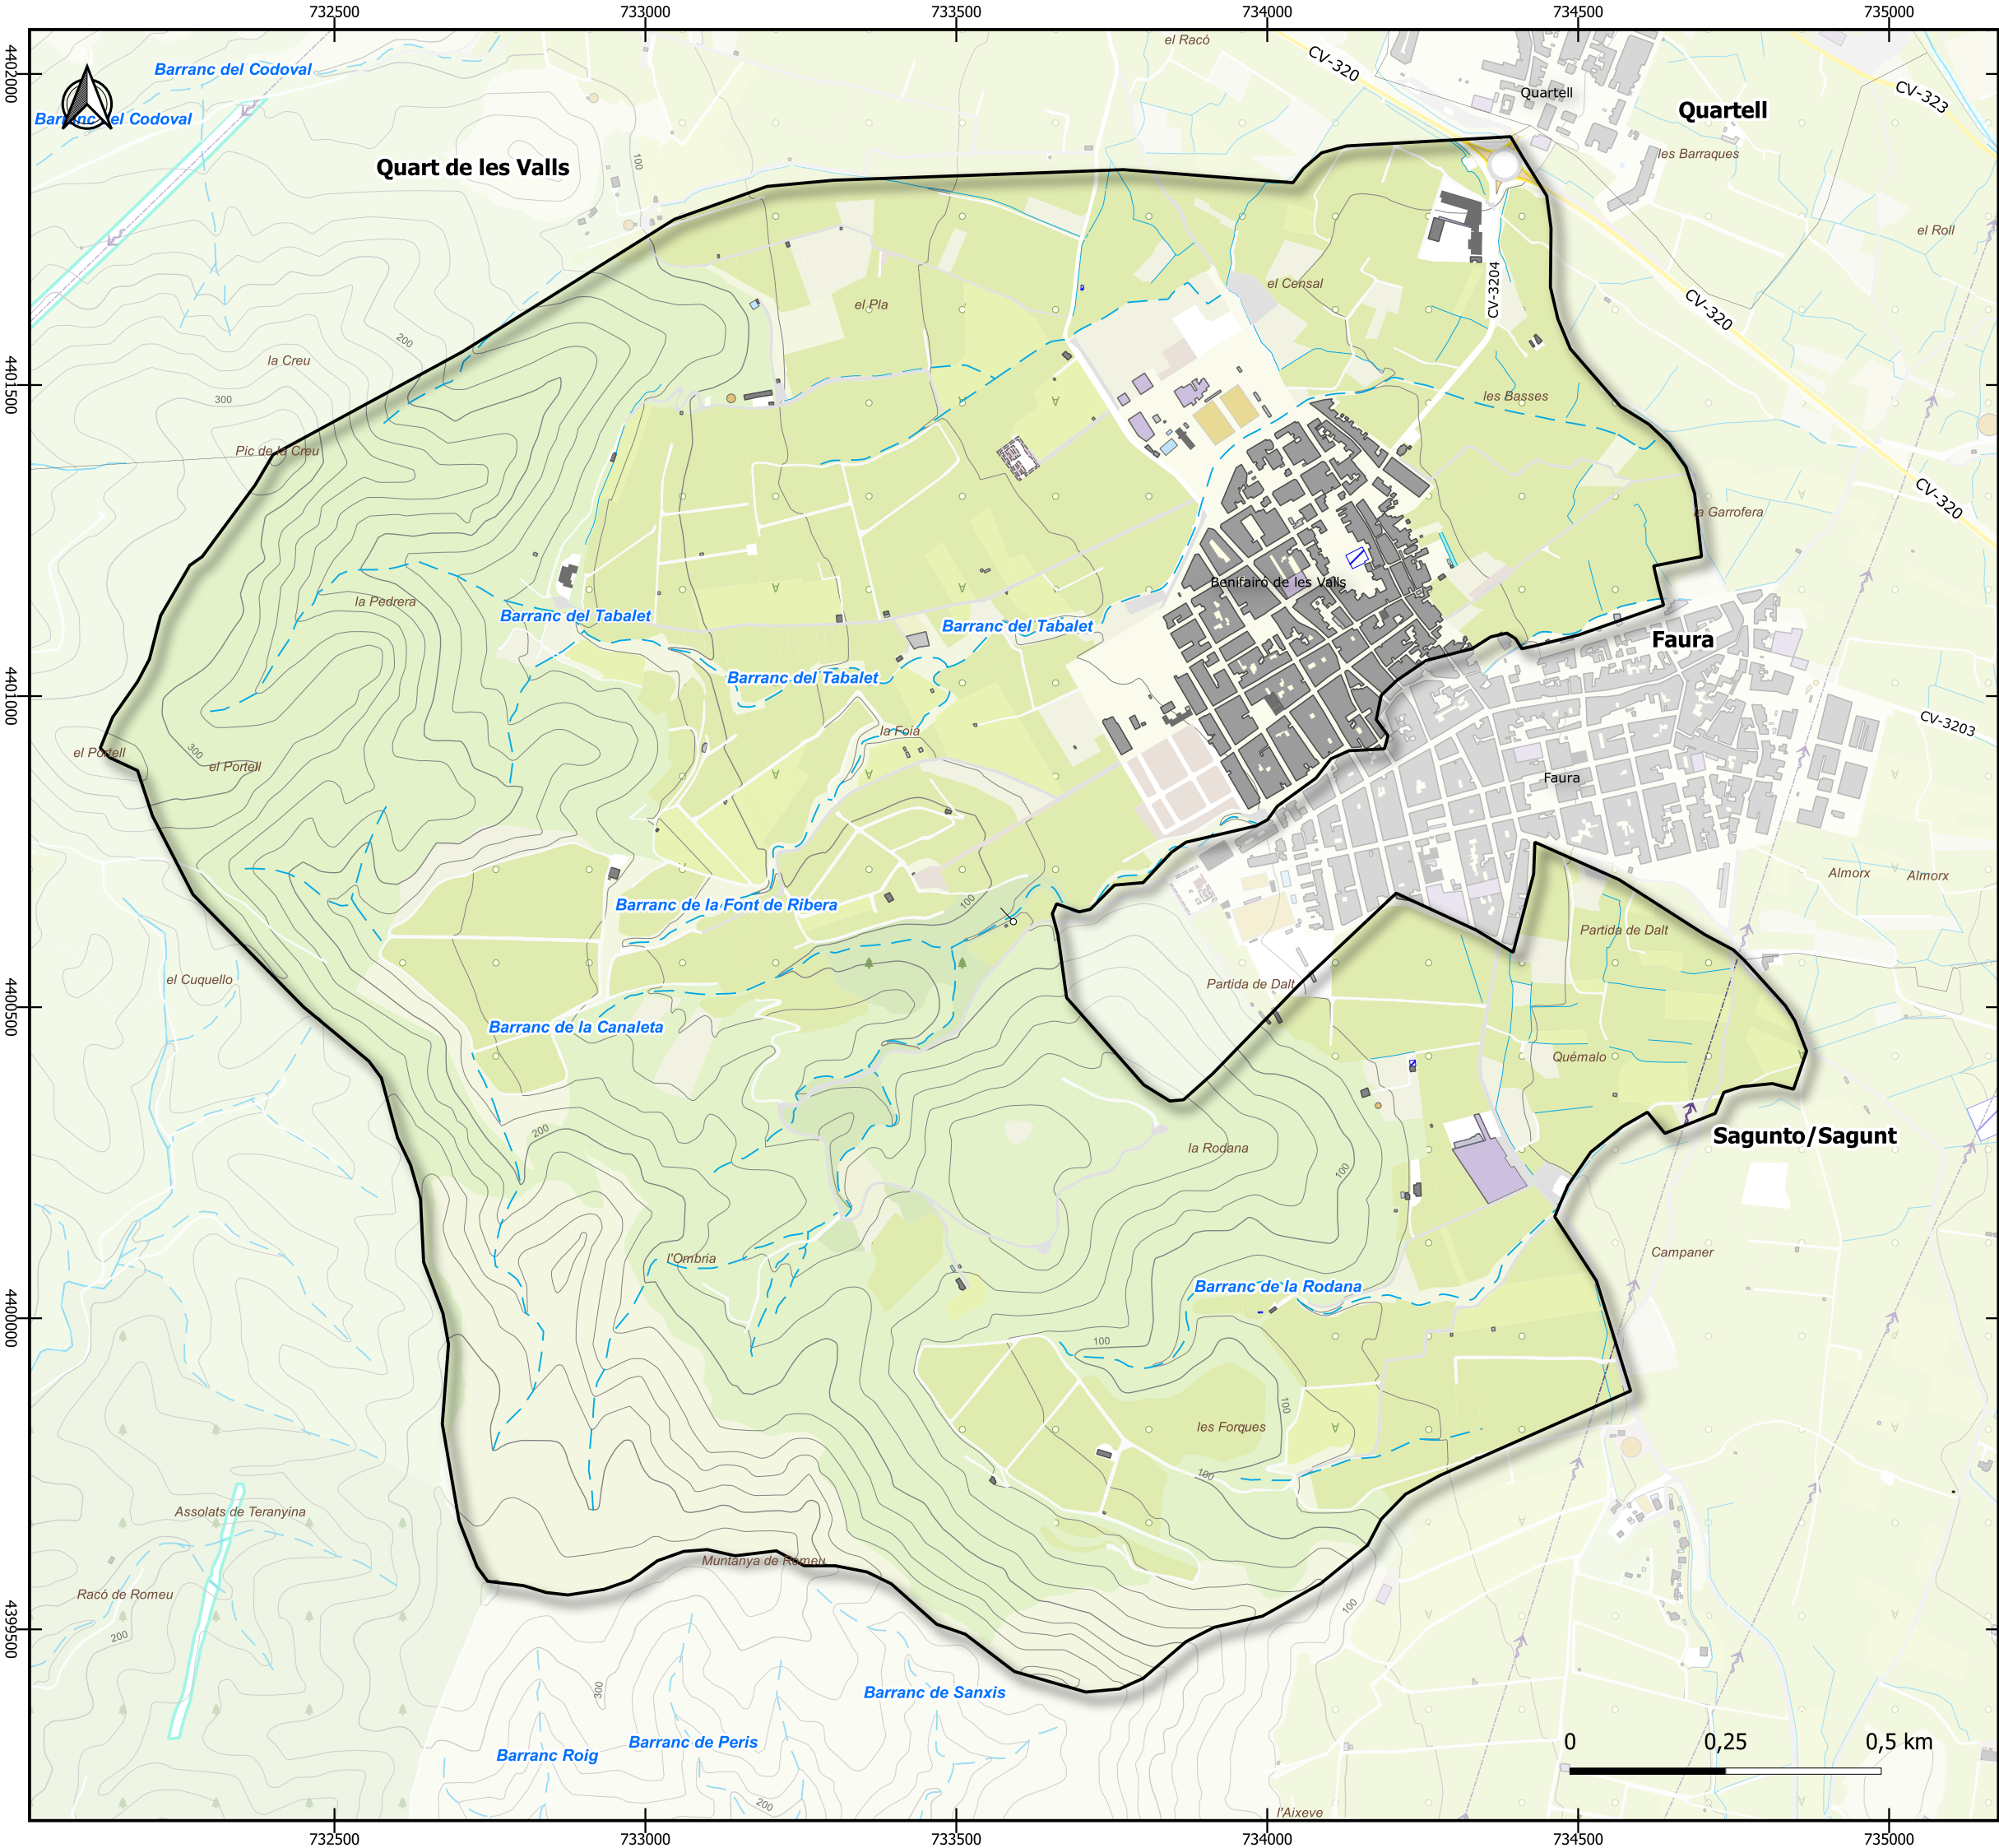 732500 733000 733500 734000 734500 735000
4402000
4401500
4401000
4400500
4400000
4399500
el Racó
CV-320
Barranc del Codoval
Quartell
Quartell
CV-323
Barranc del Codoval
les Barraques
Quart de les Valls
100
el Roll
el Censal
CV-3204
el Pla
CV-320
200
la Creu
300
les Basses
Pic de la Creu
CV-320
la Garrofera
Benifairó de les Valls
la Pedrera
Barranc del Tabalet
Barranc del Tabalet
Faura
Barranc del Tabalet
la Foia
CV-3203
el Portell
300
el Portell
Faura
Almorx
Almorx
Barranc de la Font de Ribera
100
Partida de Dalt
el Cuquello
Partida de Dalt
Barranc de la Canaleta
Quémalo
200
la Rodana
100
Sagunto/Sagunt
l'Ombria
Campaner
Barranc de la Rodana
100
100
les Forques
100
Assolats de Teranyina
Muntanya de Romeu
Racó de Romeu
100
200
300
Barranc de Sanxis
Barranc de Peris
Barranc Roig
200
l'Aixeve
0 0,25 0,5 km
732500 733000 733500 734000 734500 735000